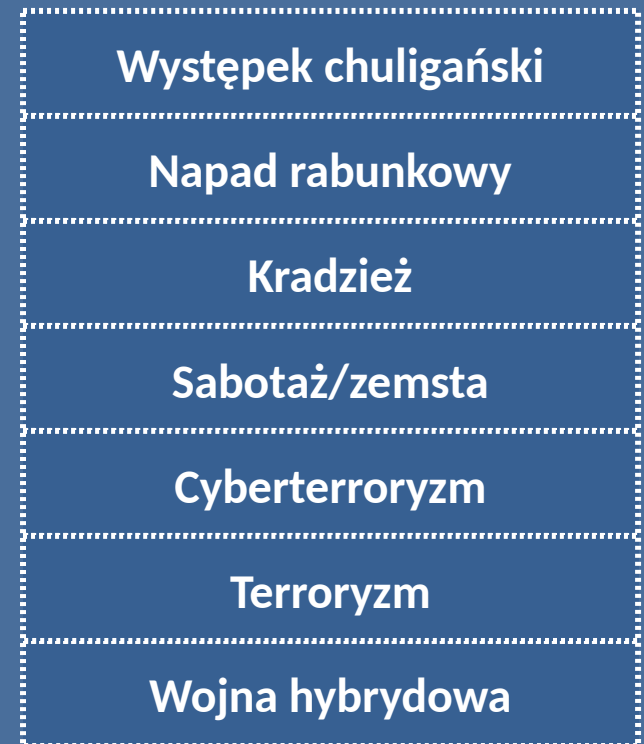 Występek chuligański
Napad rabunkowy
Kradzież
Sabotaż/zemsta
Cyberterroryzm
Terroryzm
Wojna hybrydowa